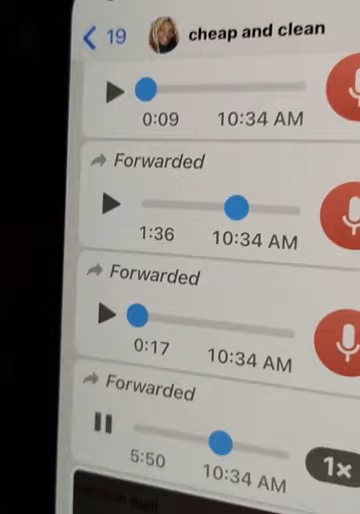 19
cheap and clean
0:09 10:34 AM
Forwarded
1:36 10:34 AM
Forwarded
0:17 10:34 AM
Forwarded
5:50 10:34 AM
1×